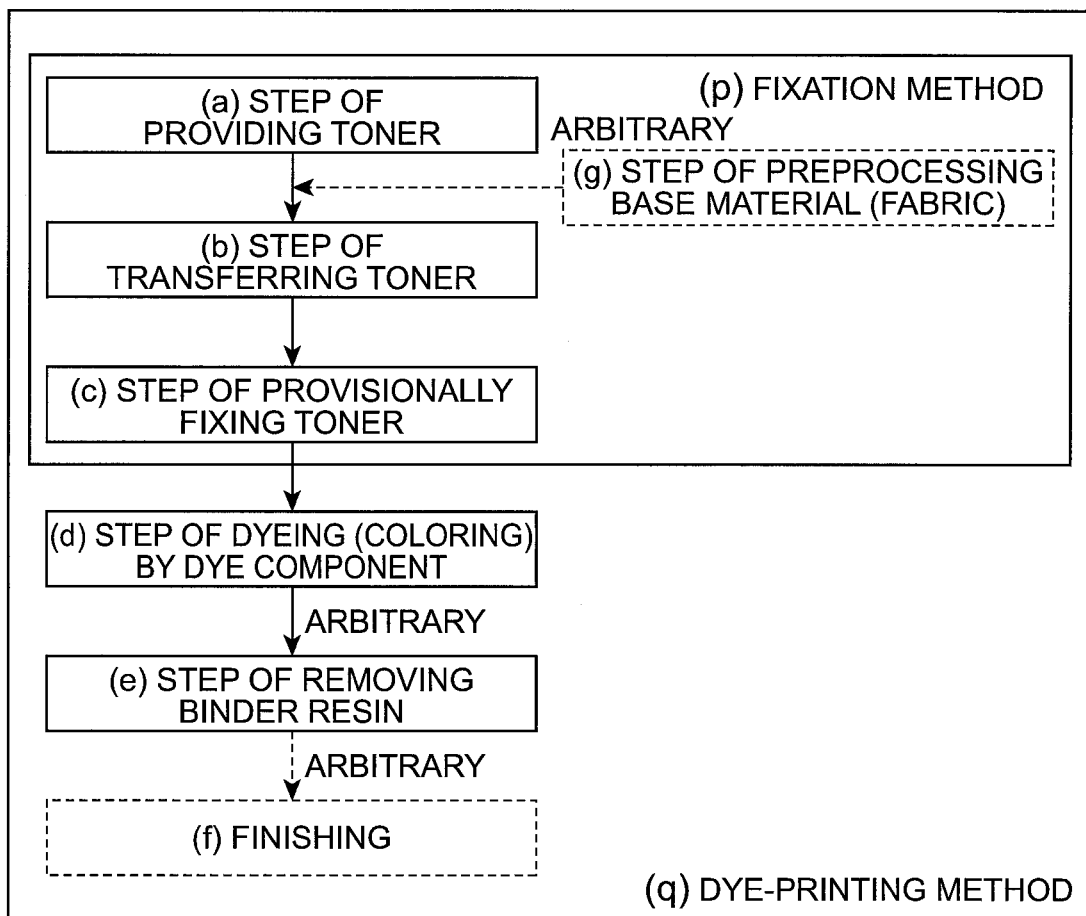 (a) STEP OF
PROVIDING TONER
(p) FIXATION METHOD
ARBITRARY
(g) STEP OF PREPROCESSING
BASE MATERIAL (FABRIC)
(b) STEP OF
TRANSFERRING TONER
(c) STEP OF PROVISIONALLY
FIXING TONER
(d) STEP OF DYEING (COLORING)
BY DYE COMPONENT
ARBITRARY
(e) STEP OF REMOVING
BINDER RESIN
ARBITRARY
(f) FINISHING
(q) DYE-PRINTING METHOD